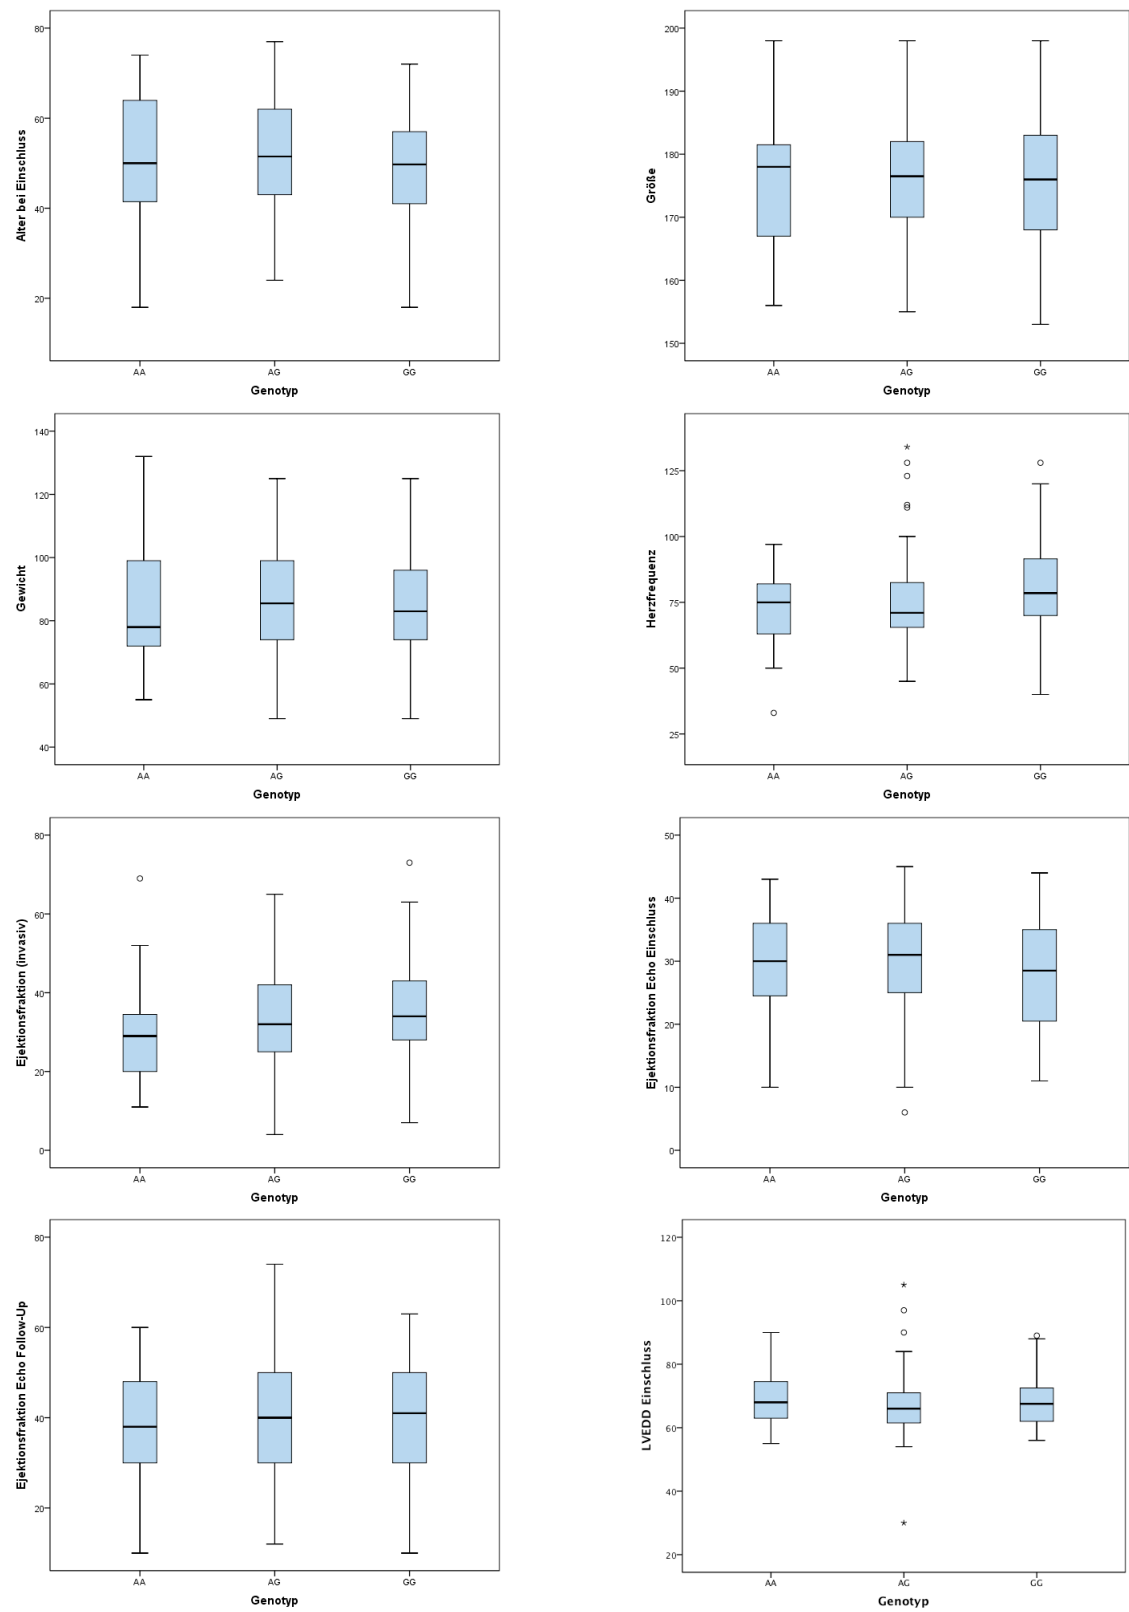 80
60
40
20
Alter bei Einschluss
AA AG GG
Genotyp
200
190
180
170
160
150
Größe
AA AG GG
Genotyp
140
120
100
80
60
40
Gewicht
AA AG GG
Genotyp
125
100
75
50
25
Herzfrequenz
AA AG GG
Genotyp
80
60
40
20
0
Ejektionsfraktion (invasiv)
AA AG GG
Genotyp
50
40
30
20
10
0
Ejektionsfraktion Echo Einschluss
AA AG GG
Genotyp
80
60
40
20
Ejektionsfraktion Echo Follow-Up
AA AG GG
Genotyp
120
100
80
60
40
20
LVEDD Einschluss
AA AG GG
Genotyp